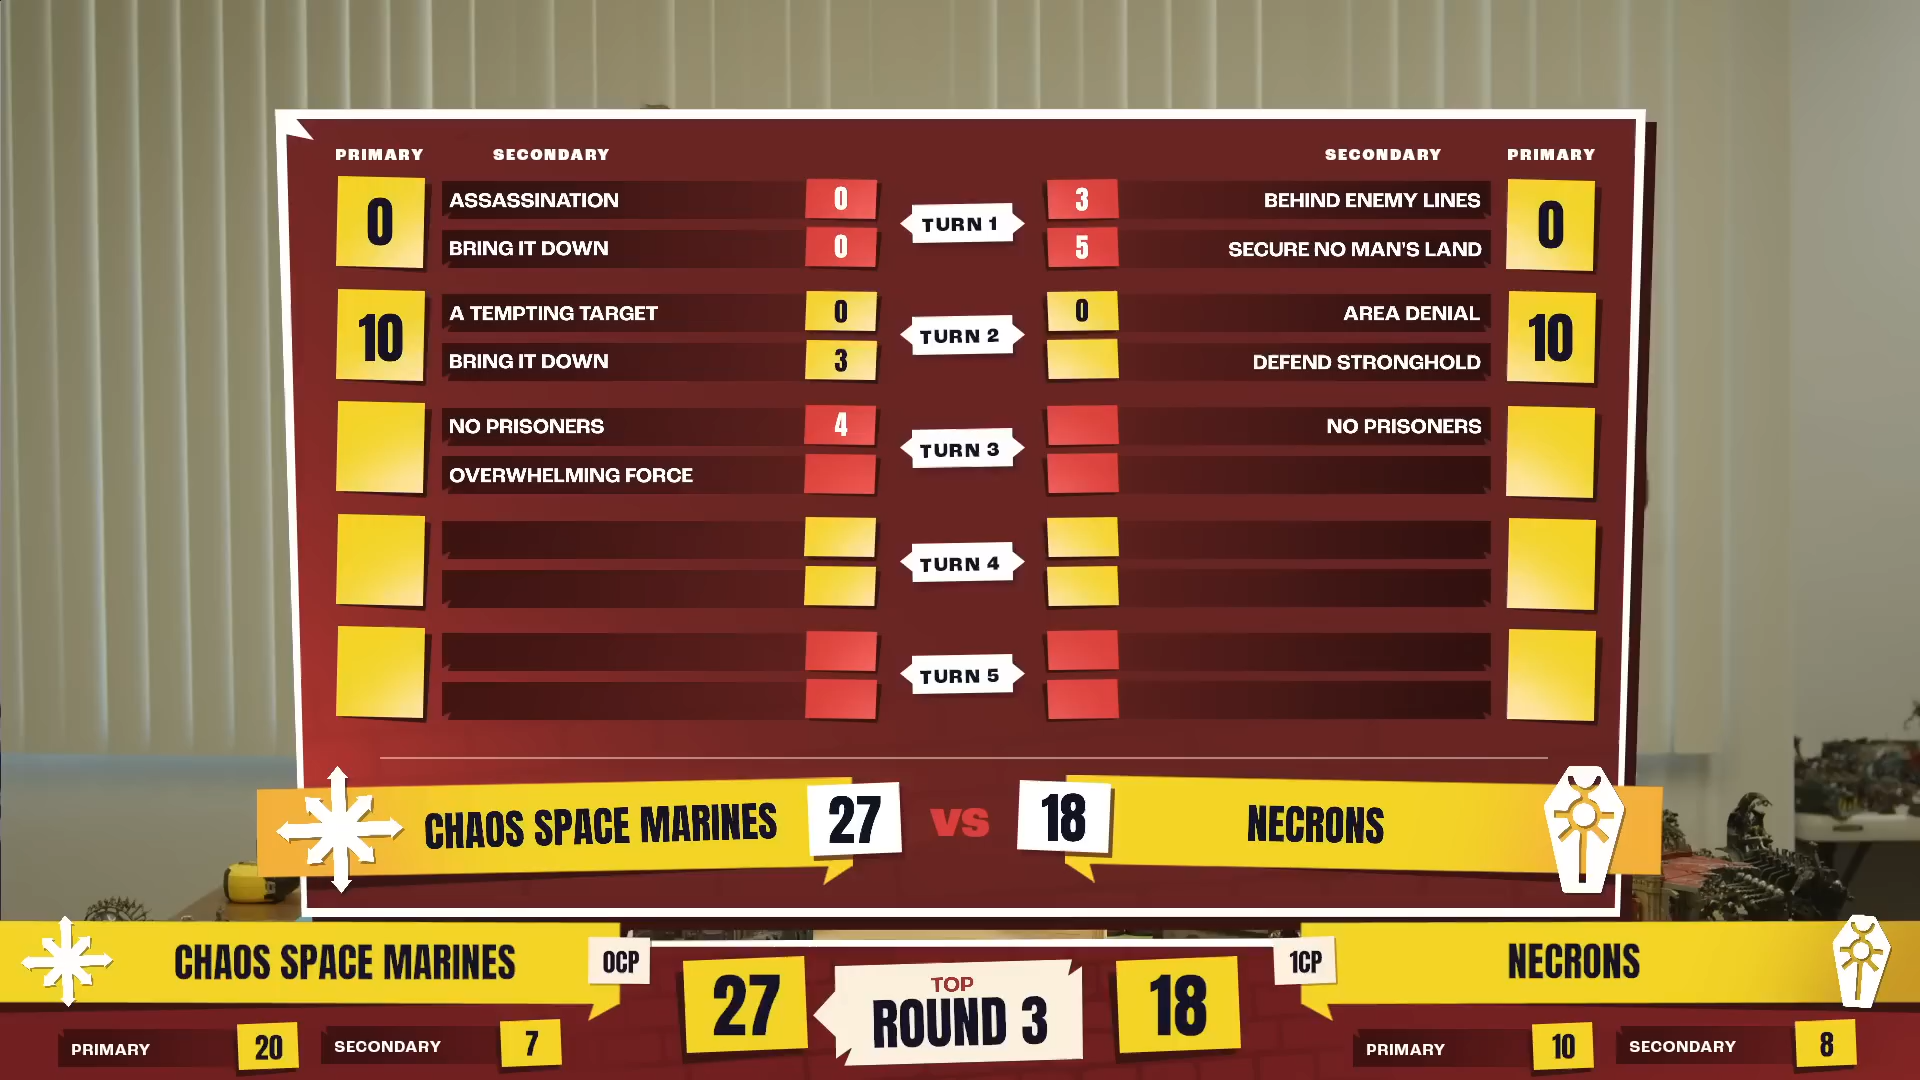 PRIMARY SECONDARY SECONDARY PRIMARY
0 ASSASSINATION 0 TURN 1 3 BEHIND ENEMY LINES 0
BRING IT DOWN 0 5 SECURE NO MAN'S LAND
10 A TEMPTING TARGET 0 TURN 2 0 AREA DENIAL 10
BRING IT DOWN 3 DEFEND STRONGHOLD
NO PRISONERS 4 TURN 3 NO PRISONERS
OVERWHELMING FORCE
TURN 4
TURN 5
CHAOS SPACE MARINES 27 VS 18 NECRONS
CHAOS SPACE MARINES 0CP 1CP NECRONS
27 TOP 18
ROUND 3
PRIMARY 20 SECONDARY 7 PRIMARY 10 SECONDARY 8